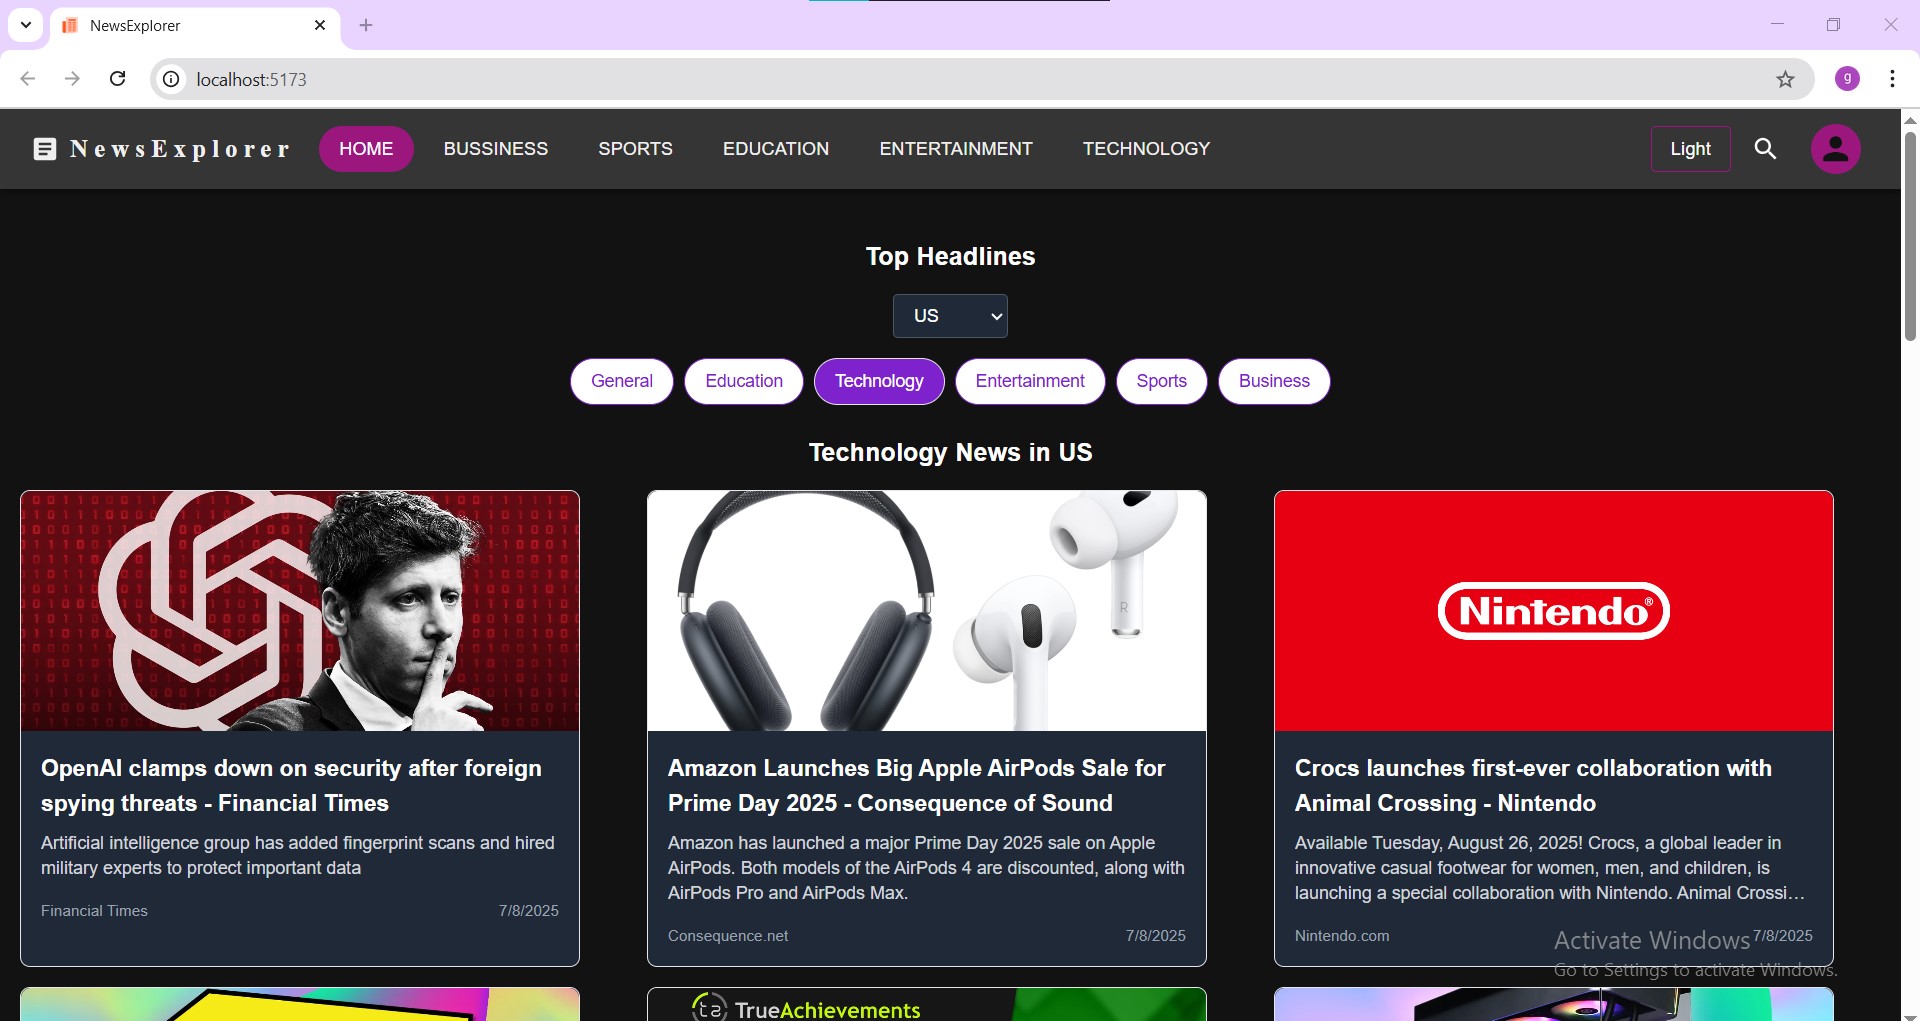 NewsExplorer
localhost:5173
g
NewsExplorer
HOME
BUSSINESS
SPORTS
EDUCATION
ENTERTAINMENT
TECHNOLOGY
Light
Top Headlines
US
General
Education
Technology
Entertainment
Sports
Business
Technology News in US
R
Nintendo®
OpenAI clamps down on security after foreign
spying threats - Financial Times
Artificial intelligence group has added fingerprint scans and hired
military experts to protect important data
Financial Times
7/8/2025
Amazon Launches Big Apple AirPods Sale for
Prime Day 2025 - Consequence of Sound
Amazon has launched a major Prime Day 2025 sale on Apple
AirPods. Both models of the AirPods 4 are discounted, along with
AirPods Pro and AirPods Max.
Consequence.net
7/8/2025
Crocs launches first-ever collaboration with
Animal Crossing - Nintendo
Available Tuesday, August 26, 2025! Crocs, a global leader in
innovative casual footwear for women, men, and children, is
launching a special collaboration with Nintendo. Animal Crossi...
Nintendo.com
7/8/2025
Activate Windows
Go to Settings to activate Windows.
TrueAchievements